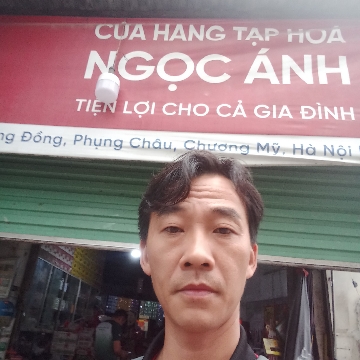 CỬA HÀNG TẠP HOÁ
NGỌC ÁNH
TIỆN LỢI CHO CẢ GIA ĐÌNH
Đồng, Phụng Châu, Chương Mỹ, Hà Nội